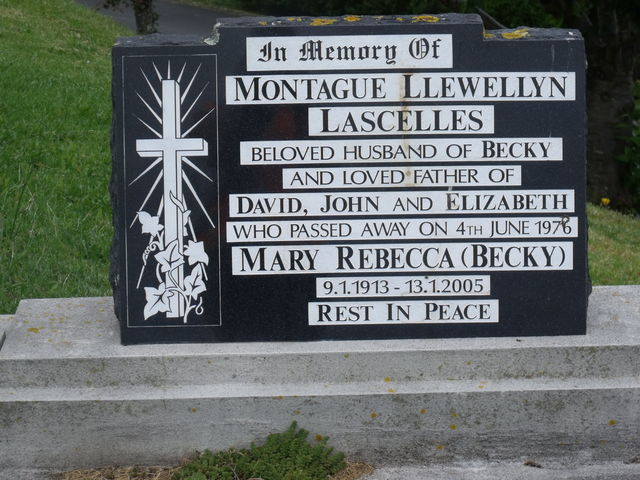 In Memory Of
MONTAGUE LLEWELLYN
LASCELLES
BELOVED HUSBAND OF BECKY
AND LOVED FATHER OF
DAVID, JOHN AND ELIZABETH
WHO PASSED AWAY ON 4TH JUNE 1976
MARY REBECCA (BECKY)
9.1.1913 - 13.1.2005
REST IN PEACE